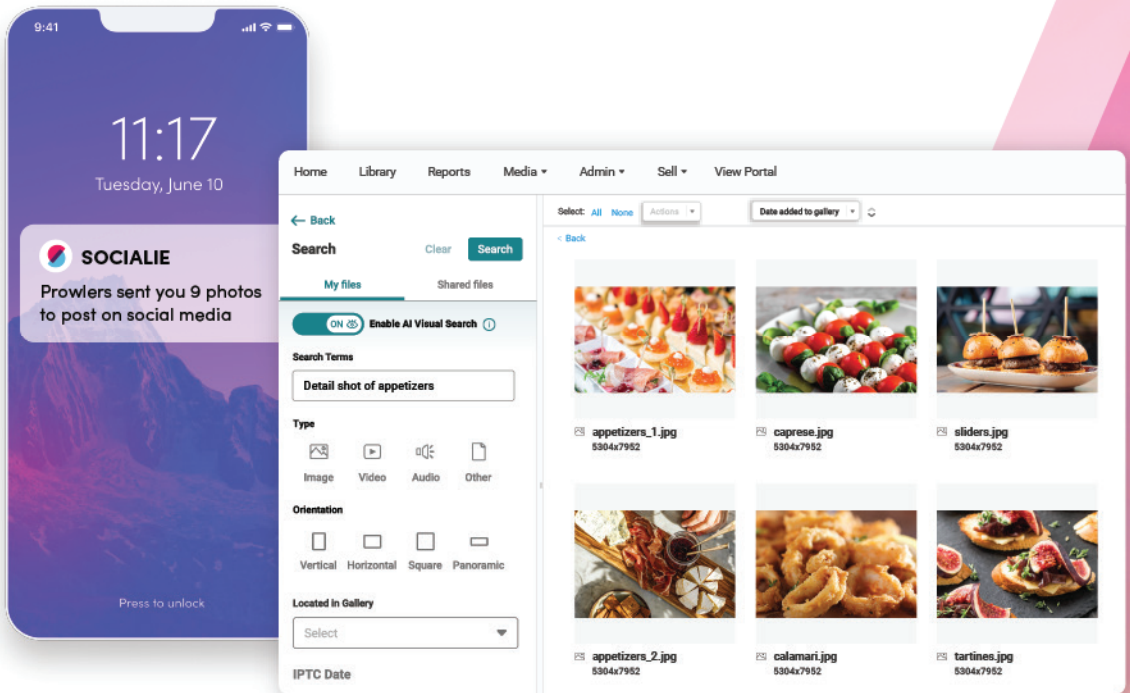 9:41
11:17
Tuesday, June 10
SOCIALIE
Prowlers sent you 9 photos
to post on social media
Press to unlock
Home Library Reports Media Admin Sell View Portal
← Back
Search Clear Search
My files Shared files
ON Enable AI Visual Search
Search Terms
Detail shot of appetizers
Type
Image Video Audio Other
Orientation
Vertical Horizontal Square Panoramic
Located in Gallery
Select
IPTC Date
Select: All None Actions Date added to gallery
< Back
appetizers_1.jpg caprese.jpg sliders.jpg
5304x7952 5304x7952 5304x7952
appetizers_2.jpg calamari.jpg tartines.jpg
5304x7952 5304x7952 5304x7952